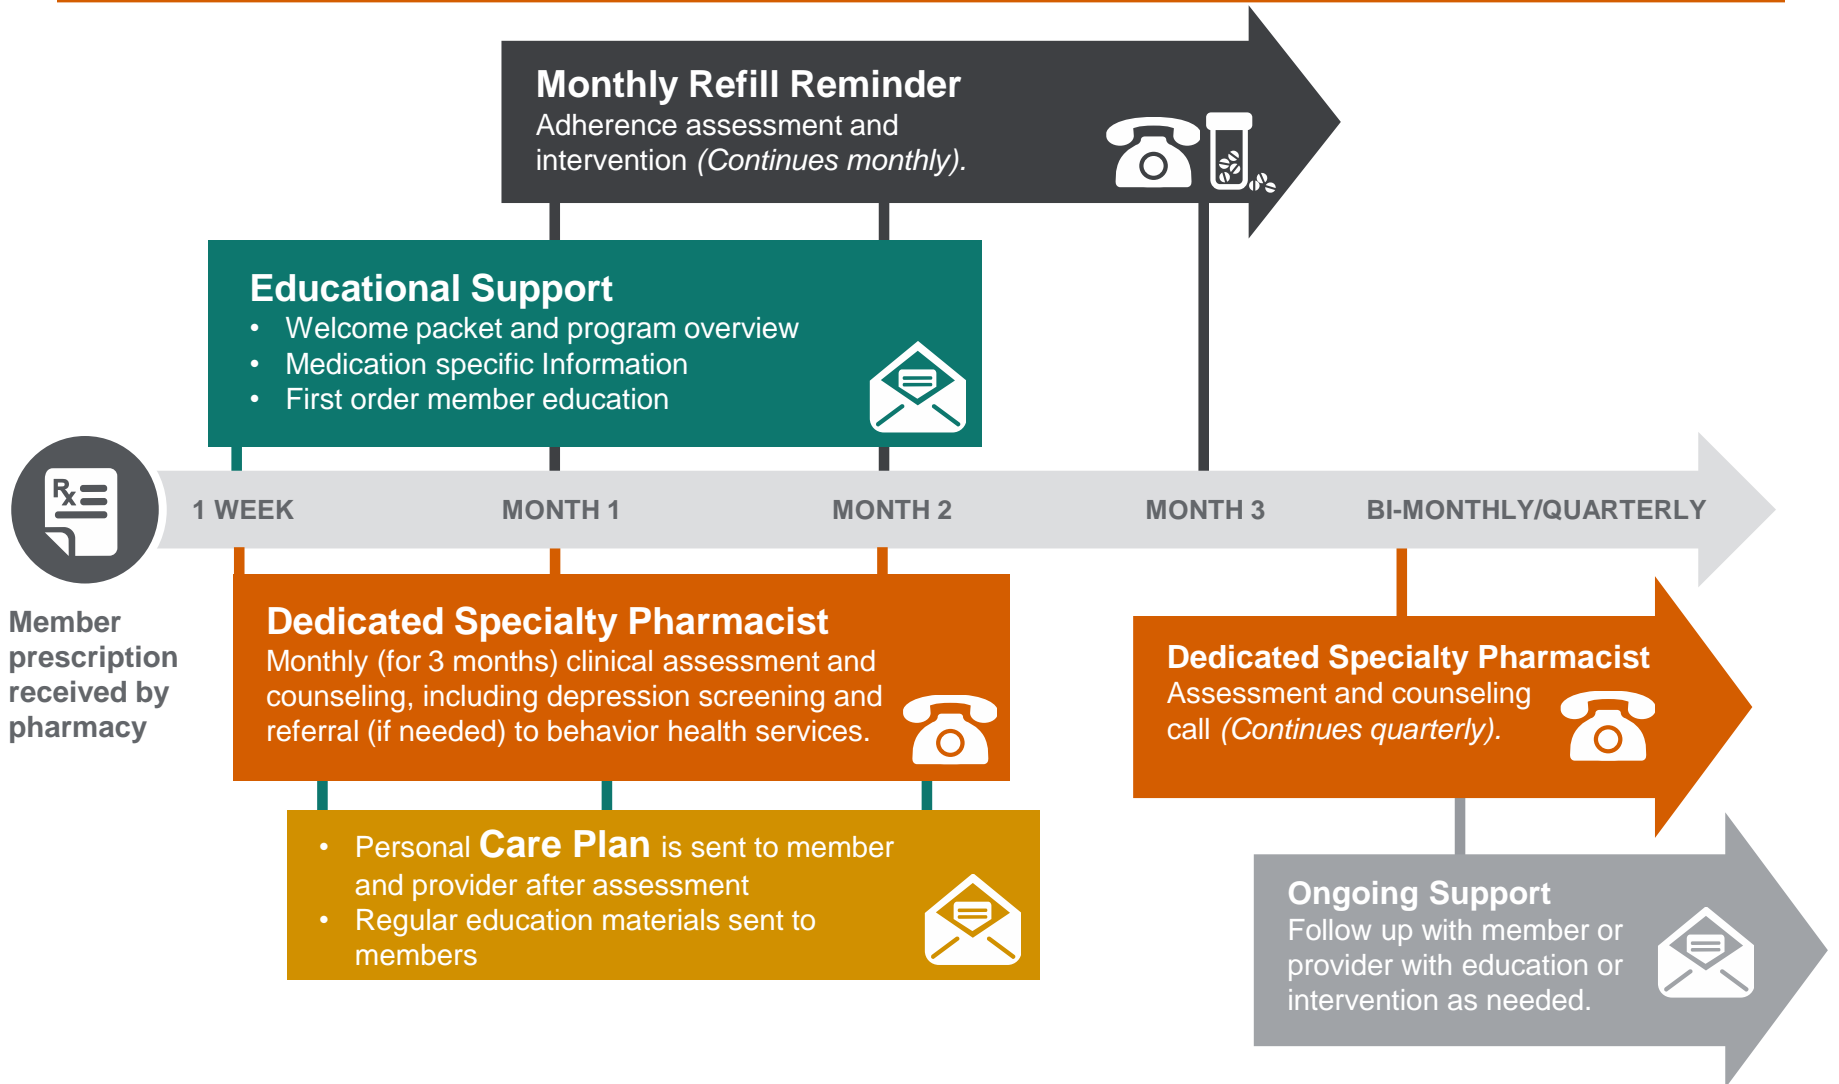 Monthly Refill Reminder
Adherence assessment and
intervention (Continues monthly).
Educational Support
• Welcome packet and program overview
• Medication specific Information
• First order member education
Rx
1 WEEK
MONTH 1
MONTH 2
MONTH 3
BI-MONTHLY/QUARTERLY
Member
prescription
received by
pharmacy
Dedicated Specialty Pharmacist
Monthly (for 3 months) clinical assessment and
counseling, including depression screening and
referral (if needed) to behavior health services.
Dedicated Specialty Pharmacist
Assessment and counseling
call (Continues quarterly).
• Personal Care Plan is sent to member
and provider after assessment
• Regular education materials sent to
members
Ongoing Support
Follow up with member or
provider with education or
intervention as needed.